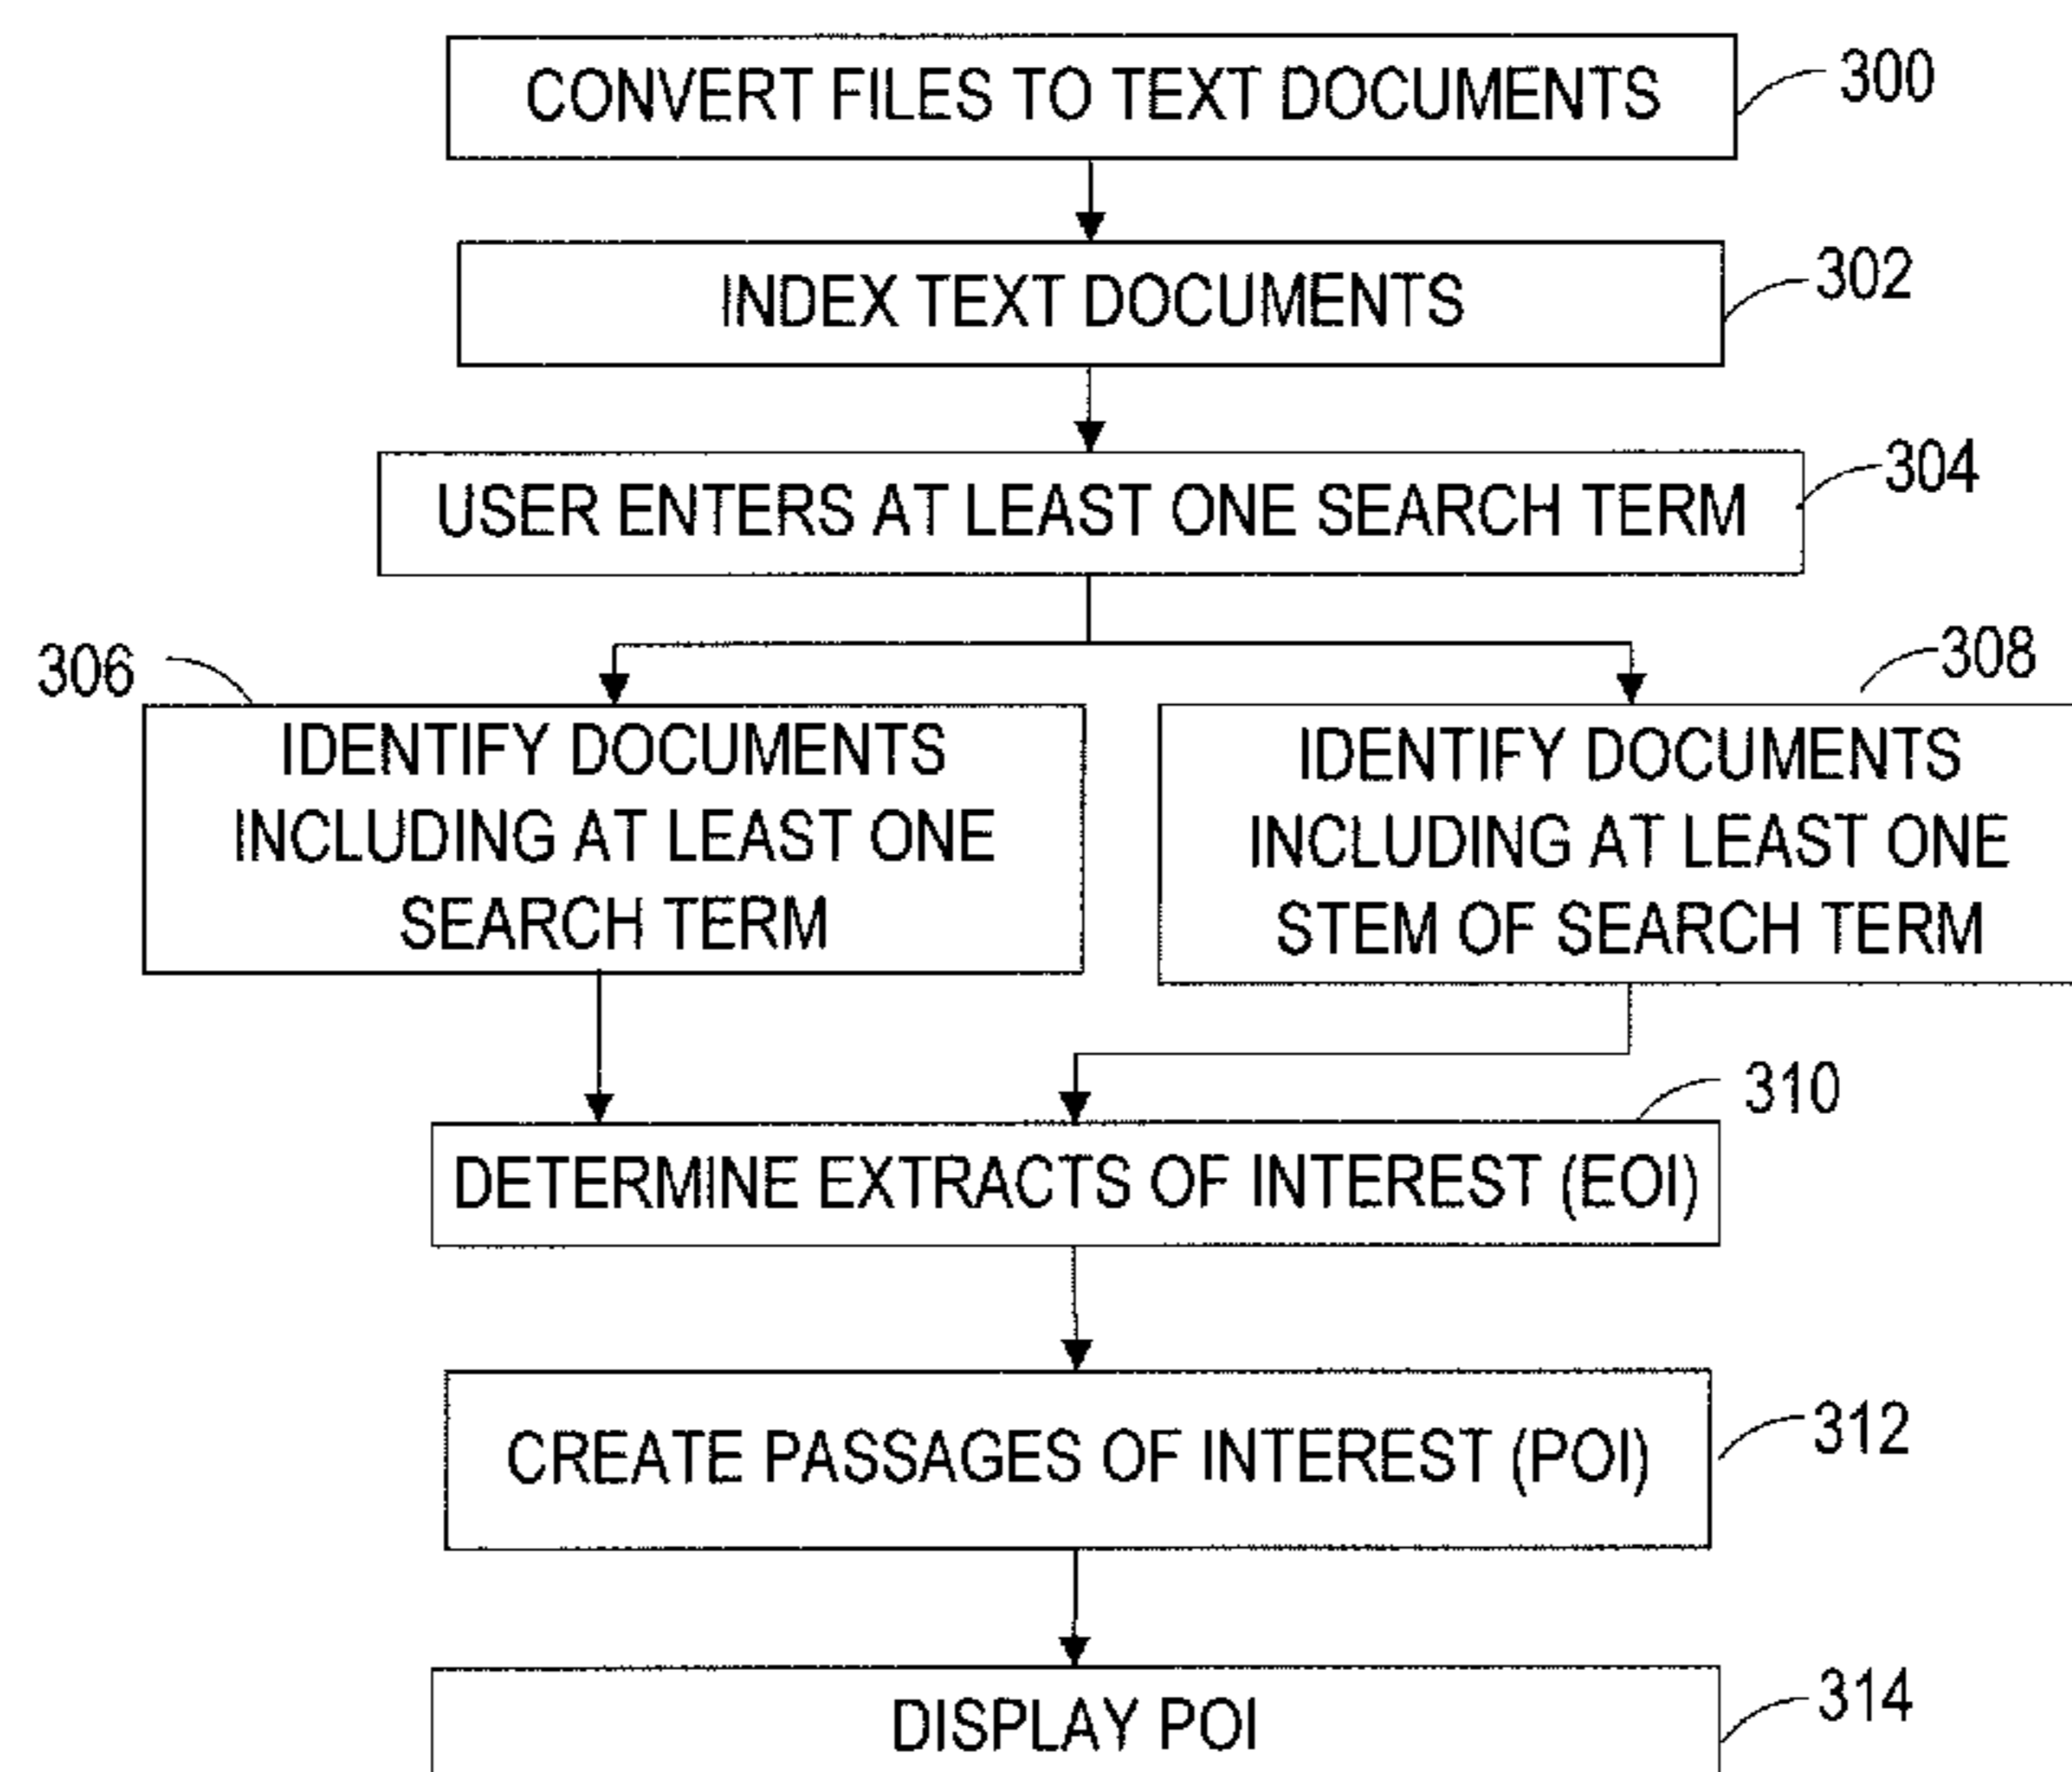 CONVERT FILES TO TEXT DOCUMENTS
300
INDEX TEXT DOCUMENTS
302
USER ENTERS AT LEAST ONE SEARCH TERM
304
306
IDENTIFY DOCUMENTS
INCLUDING AT LEAST ONE
SEARCH TERM
308
IDENTIFY DOCUMENTS
INCLUDING AT LEAST ONE
STEM OF SEARCH TERM
310
DETERMINE EXTRACTS OF INTEREST (EOI)
CREATE PASSAGES OF INTEREST (POI)
312
DISPLAY POI
314